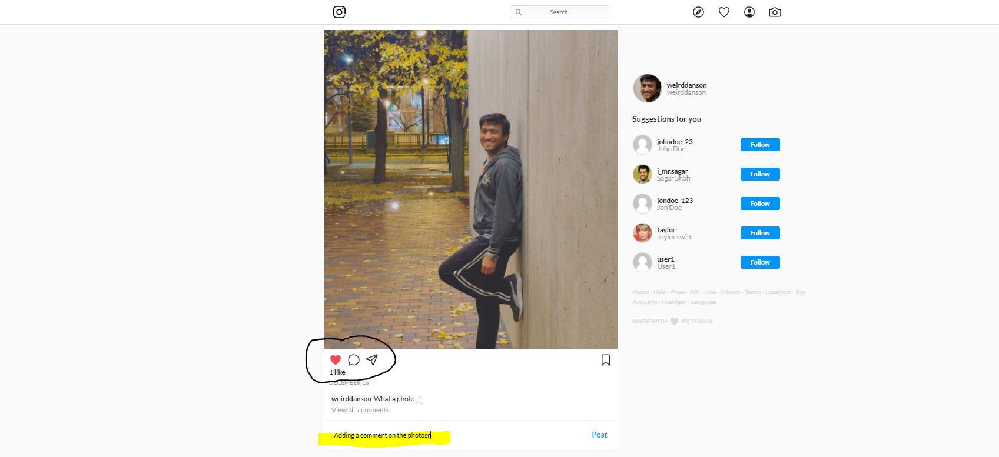 Search
weirddanson
weirddanson
Suggestions for you
johndoe_23
John Doe
Follow
i_mr.sagar
Sagar Shah
Follow
jondoe_123
Jon Doe
Follow
taylor
Taylor swift
Follow
user1
User1
Follow
About • Help • Press • API • Jobs • Privacy • Terms • Locations • Top
Accounts • Hashtags • Language
MADE WITH BY TEAM-8
1 like
DECEMBER 16
weirddanson What a photo..!!
View all comments
Adding a comment on the photosn
Post